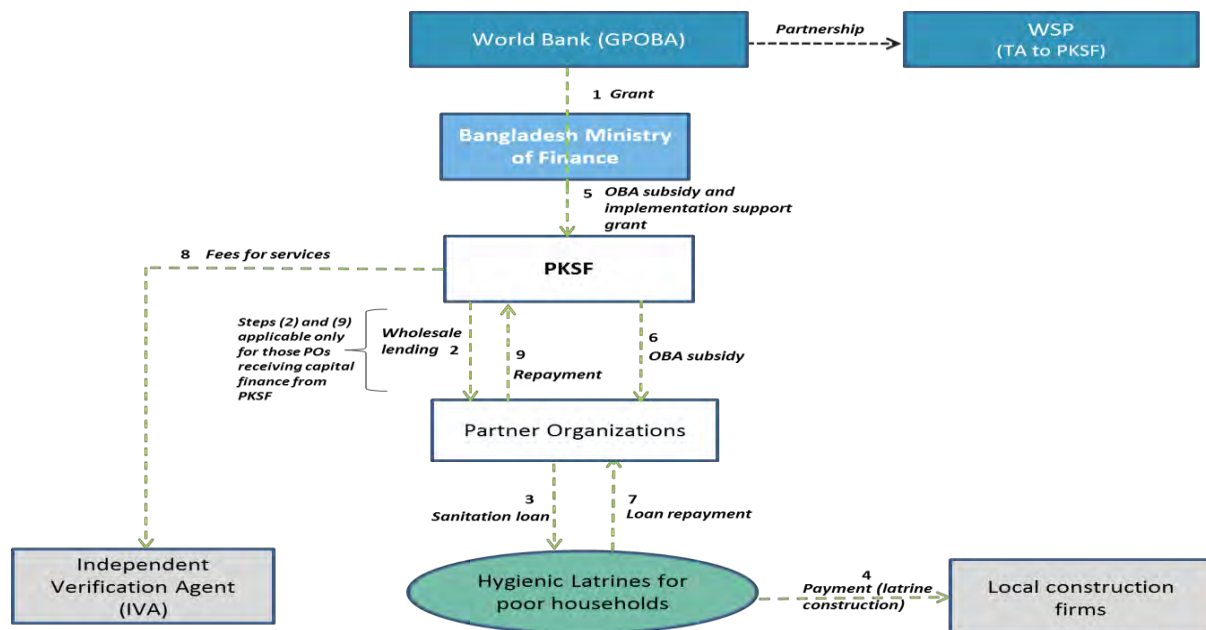 World Bank (GPOBA)
Partnership
WSP
(TA to PKSF)
1 Grant
Bangladesh Ministry
of Finance
5 OBA subsidy and
implementation support
grant
8 Fees for services
PKSF
Steps (2) and (9)
applicable only
for those POs
receiving capital
finance from
PKSF
Wholesale
lending 2
9
Repayment
6
OBA subsidy
Partner Organizations
3
Sanitation loan
7
Loan repayment
Independent
Verification Agent
(IVA)
Hygienic Latrines for
poor households
4
Payment (latrine
construction)
Local construction
firms